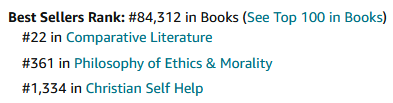 Best Sellers Rank: #84,312 in Books (See Top 100 in Books)
#22 in Comparative Literature
#361 in Philosophy of Ethics & Morality
#1,334 in Christian Self Help